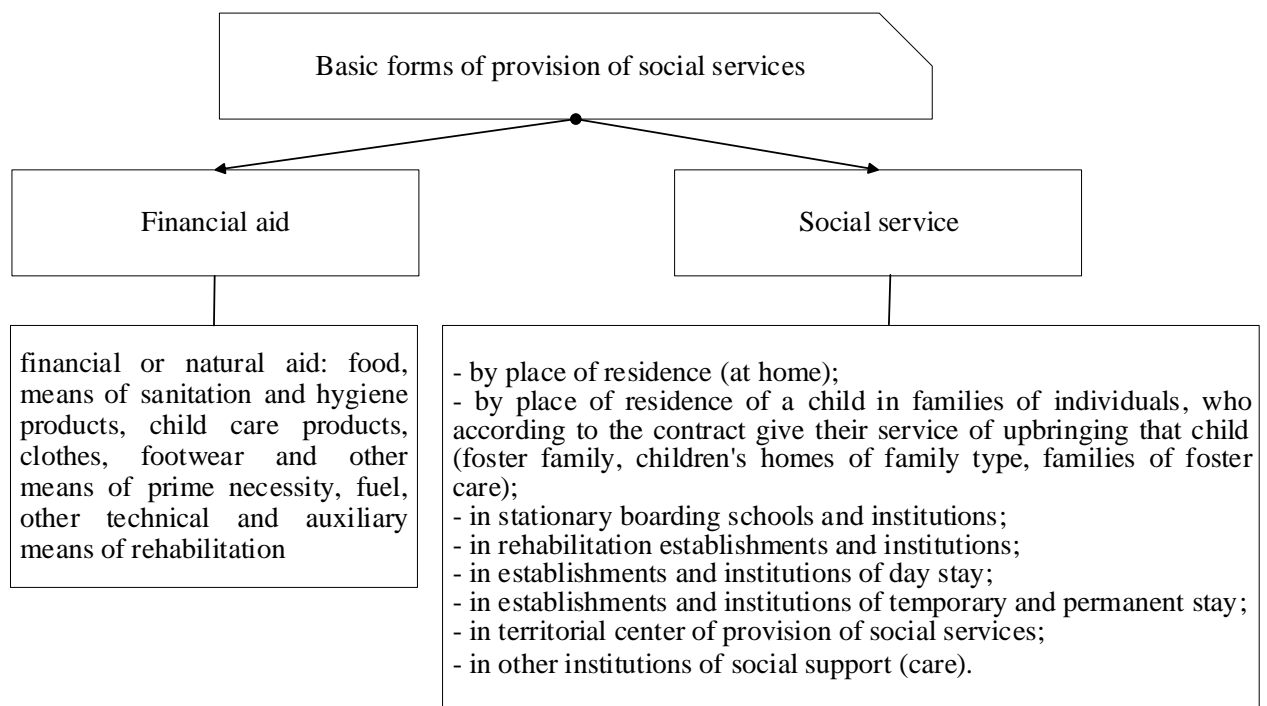 Basic forms of provision of social services
Financial aid
Social service
financial or natural aid: food,
means of sanitation and hygiene
products, child care products,
clothes, footwear and other
means of prime necessity, fuel,
other technical and auxiliary
means of rehabilitation
- by place of residence (at home);
- by place of residence of a child in families of individuals, who
according to the contract give their service of upbringing that child
(foster family, children's homes of family type, families of foster
care);
- in stationary boarding schools and institutions;
- in rehabilitation establishments and institutions;
- in establishments and institutions of day stay;
- in establishments and institutions of temporary and permanent stay;
- in territorial center of provision of social services;
- in other institutions of social support (care).